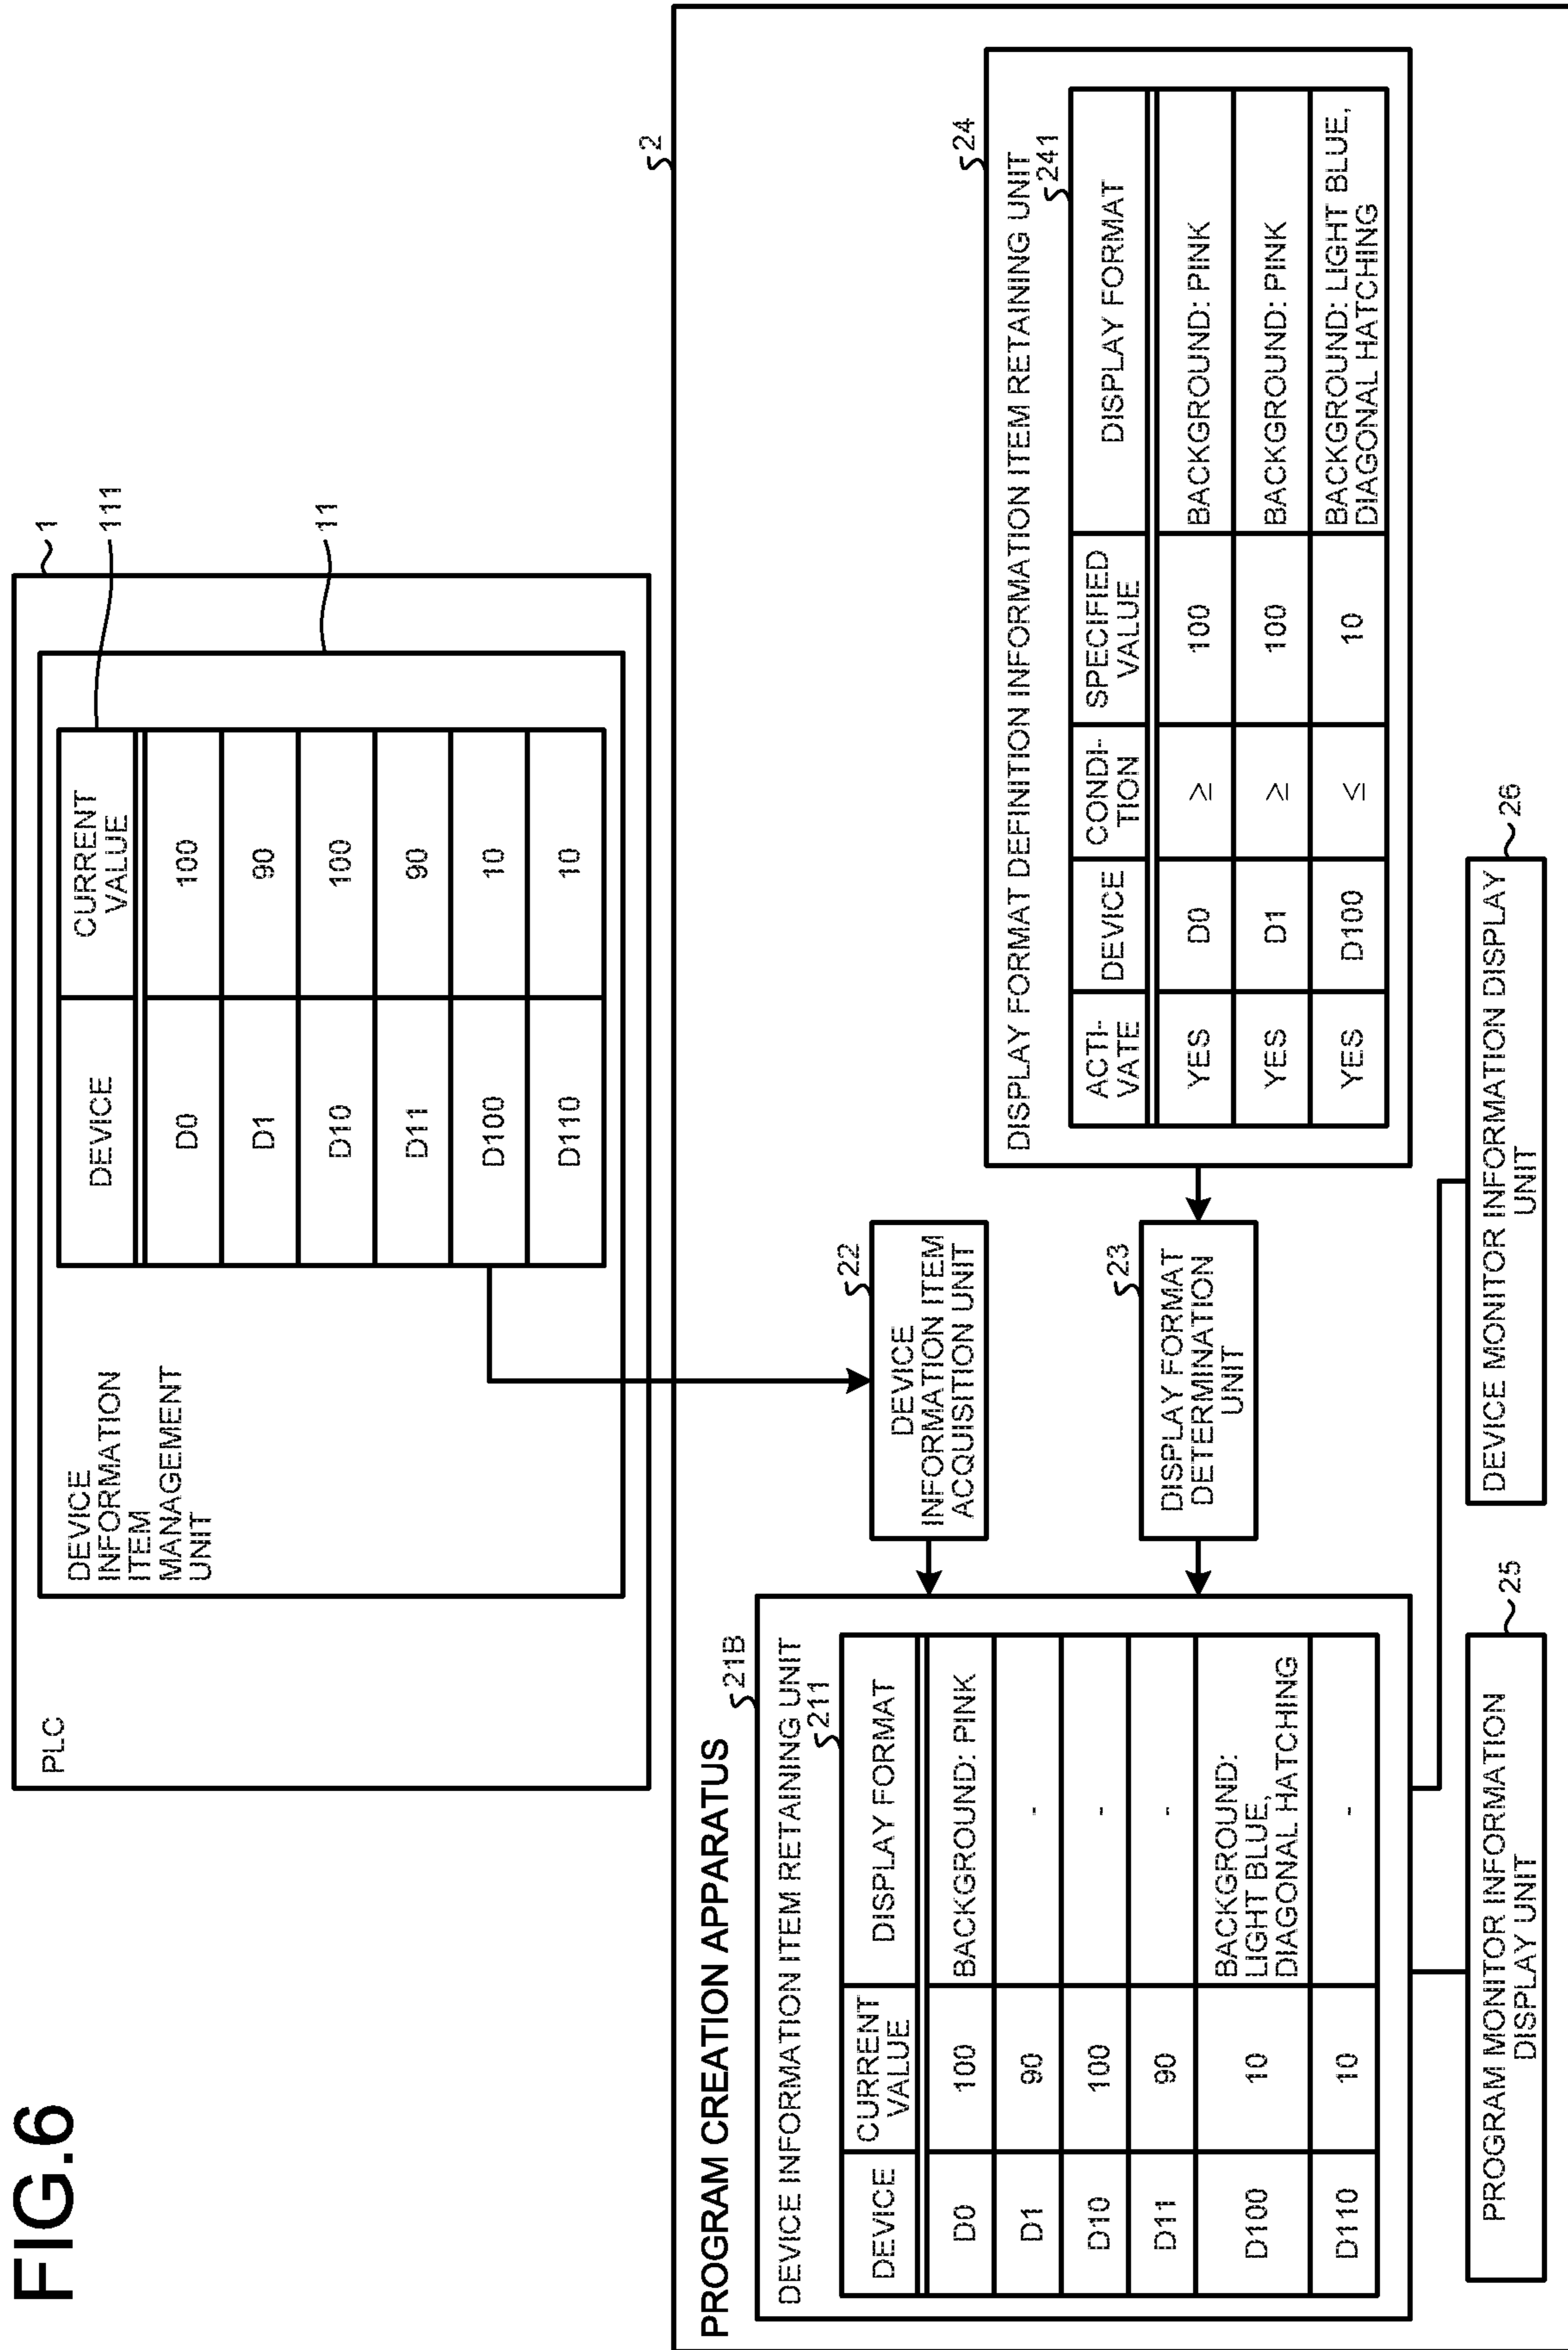 FIG.6
1
PLC
111
11
DEVICE
INFORMATION
ITEM
MANAGEMENT
UNIT
DEVICE CURRENT
VALUE
D0 100
D1 90
D10 100
D11 90
D100 10
D110 10
2
PROGRAM CREATION APPARATUS
21B
DEVICE INFORMATION ITEM RETAINING UNIT
211
DEVICE CURRENT
VALUE DISPLAY FORMAT
D0 100 BACKGROUND: PINK
D1 90 -
D10 100 -
D11 90 -
D100 10 BACKGROUND:
LIGHT BLUE,
DIAGONAL HATCHING
D110 10 -
22
DEVICE
INFORMATION ITEM
ACQUISITION UNIT
23
DISPLAY FORMAT
DETERMINATION
UNIT
24
DISPLAY FORMAT DEFINITION INFORMATION ITEM RETAINING UNIT
241
ACTI-
VATE DEVICE CONDI-
TION SPECIFIED
VALUE DISPLAY FORMAT
YES D0 ≥ 100 BACKGROUND: PINK
YES D1 ≥ 100 BACKGROUND: PINK
YES D100 ≤ 10 BACKGROUND: LIGHT BLUE,
DIAGONAL HATCHING
25
PROGRAM MONITOR INFORMATION
DISPLAY UNIT
26
DEVICE MONITOR INFORMATION DISPLAY
UNIT